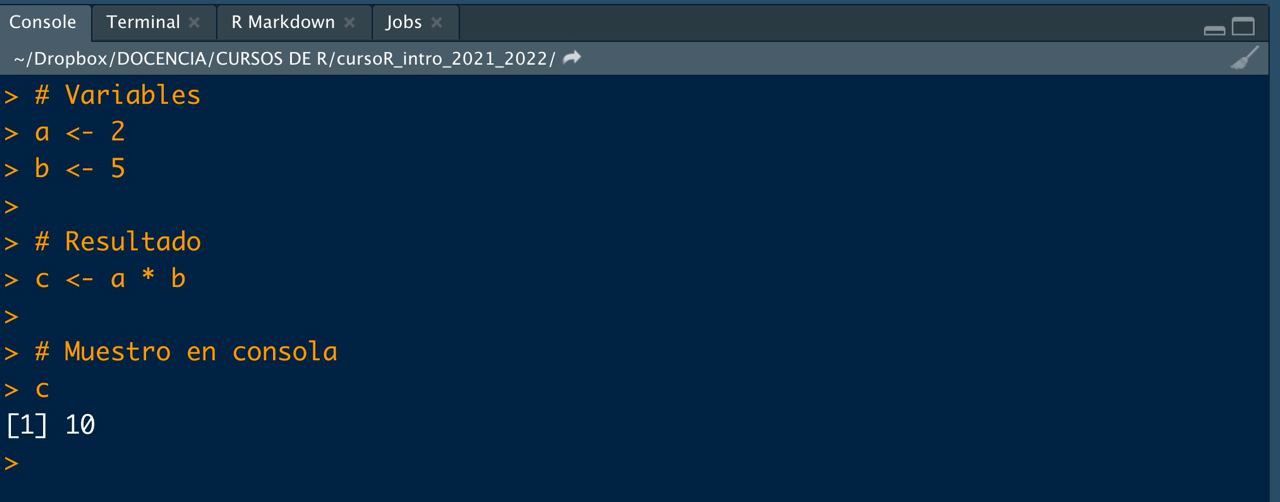 Console Terminal R Markdown Jobs
~/Dropbox/DOCENCIA/CURSOS DE R/cursoR_intro_2021_2022/
> # Variables
> a <- 2
> b <- 5
>
> # Resultado
> c <- a * b
>
> # Muestro en consola
> c
[1] 10
>